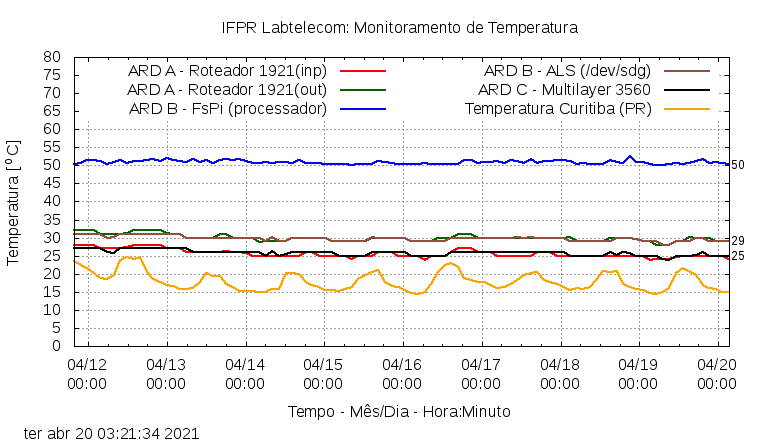 IFPR Labtelecom: Monitoramento de Temperatura
Temperatura [ºC]
80
75
70
65
60
55
50
45
40
35
30
25
20
15
10
5
0
ARD A - Roteador 1921(inp)
ARD A - Roteador 1921(out)
ARD B - FsPi (processador)
ARD B - ALS (/dev/sdg)
ARD C - Multilayer 3560
Temperatura Curitiba (PR)
50
29
25
04/12 04/13 04/14 04/15 04/16 04/17 04/18 04/19 04/20
00:00 00:00 00:00 00:00 00:00 00:00 00:00 00:00 00:00
Tempo - Mês/Dia - Hora:Minuto
ter abr 20 03:21:34 2021